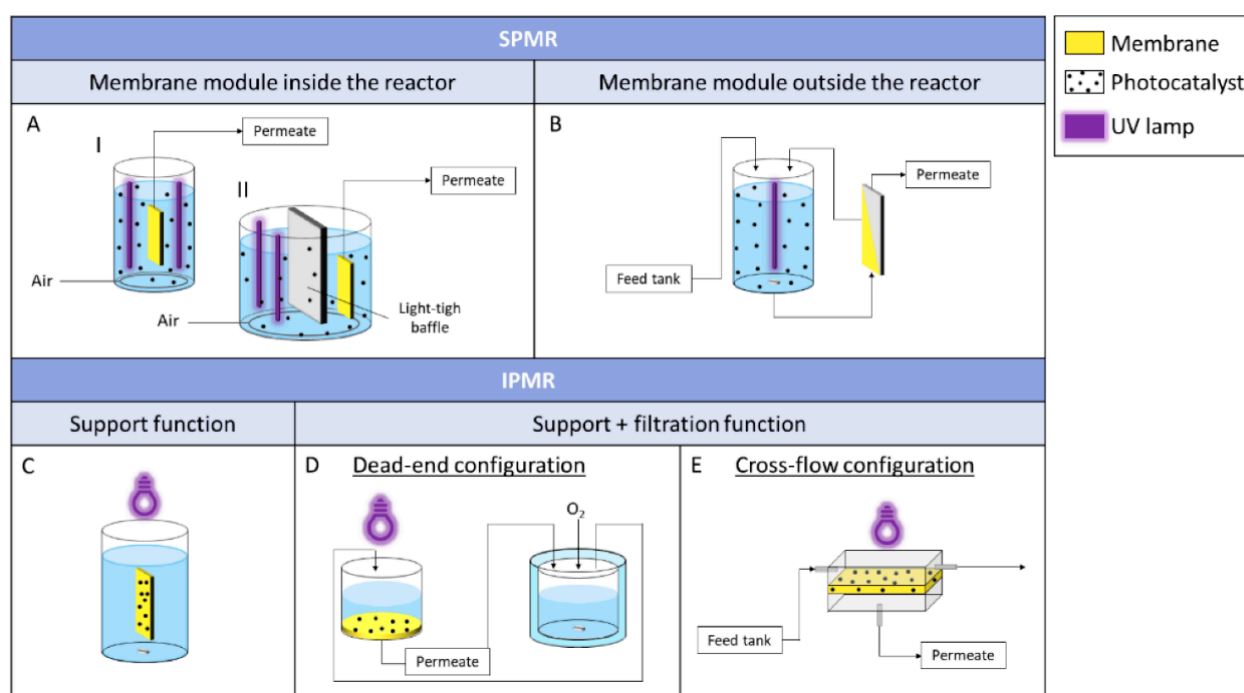 SPMR
Membrane module inside the reactor
Membrane module outside the reactor
A
I
Permeate
II
Permeate
Air
Air
Light-tigh
baffle
B
Permeate
Feed tank
IPMR
Support function
Support + filtration function
C
D
Dead-end configuration
O₂
Permeate
E
Cross-flow configuration
Feed tank
Permeate
Membrane
Photocatalyst
UV lamp